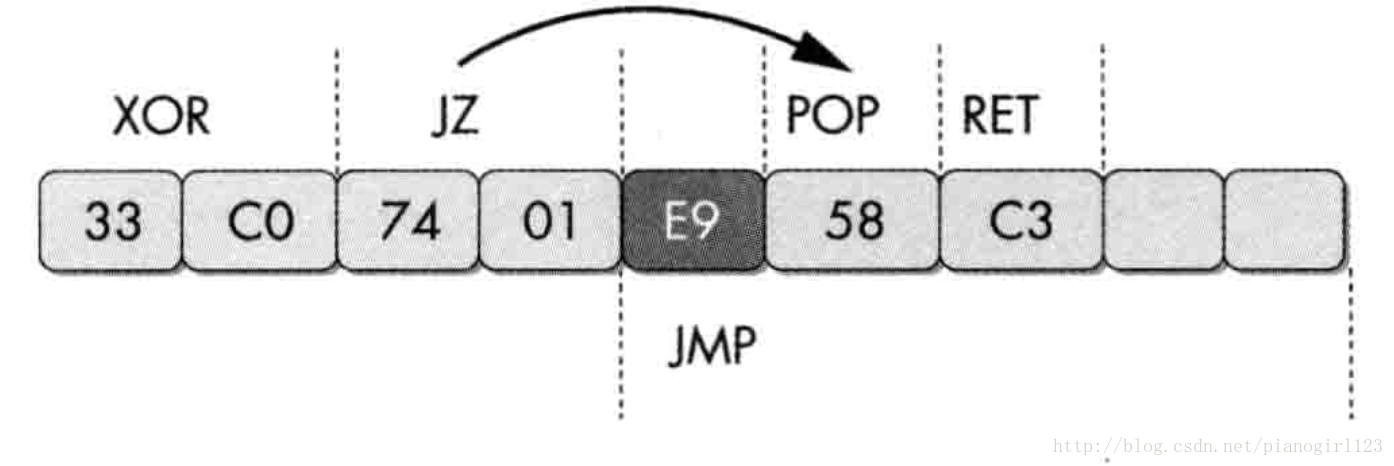 XOR JZ POP RET
33 C0 74 01 E9 58 C3
JMP
http://blog.csdn.net/pianogirl123